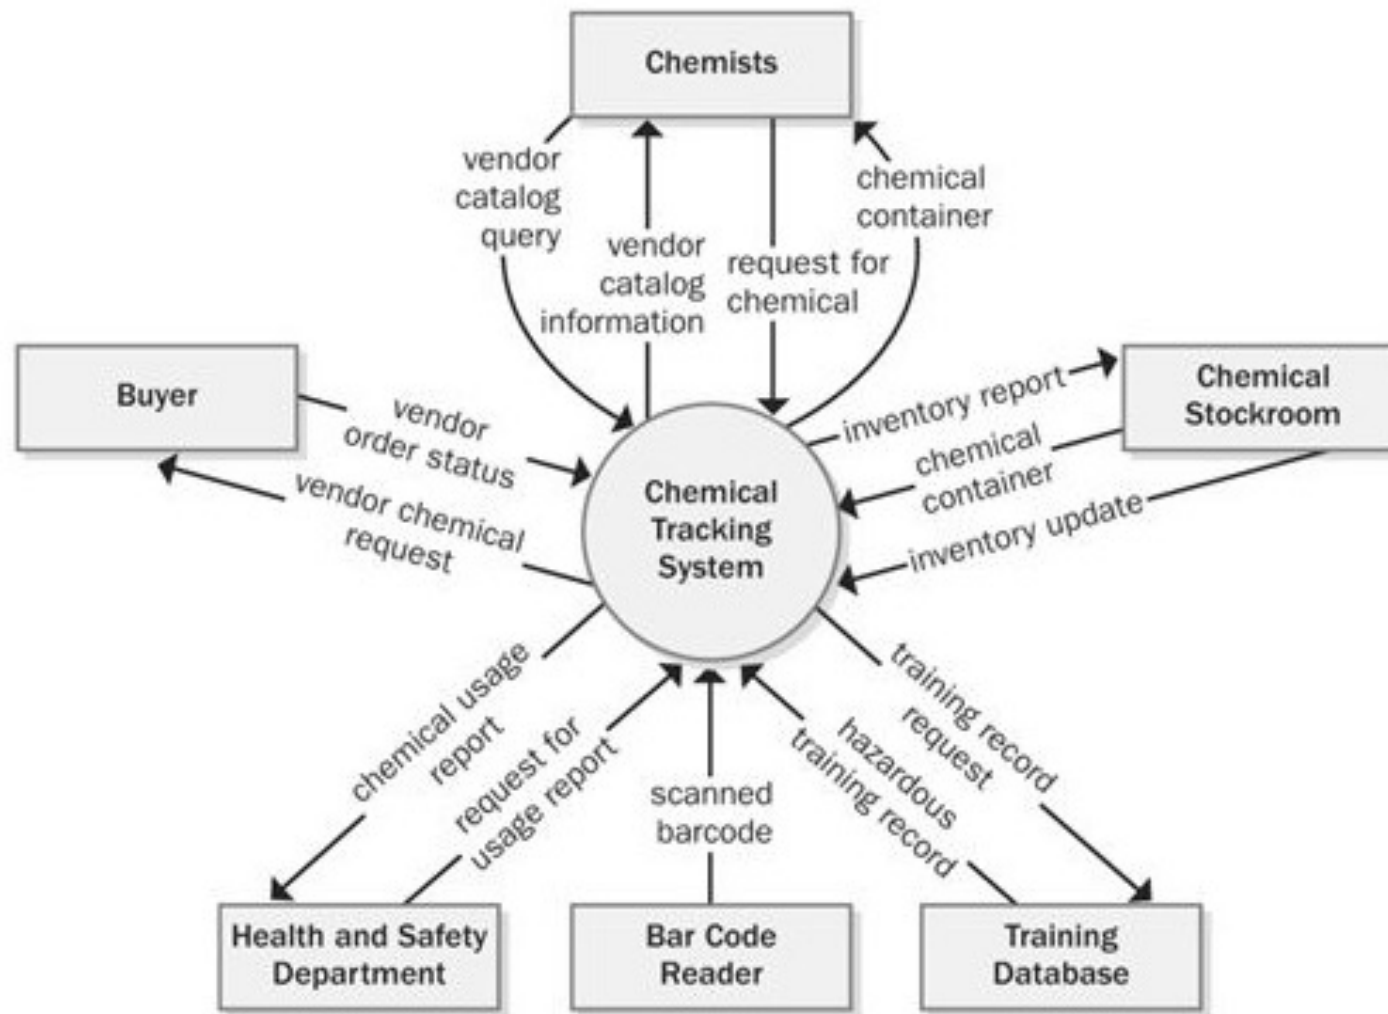 Chemists
vendor
catalog
query
vendor
catalog
information
request for
chemical
chemical
container
Buyer
vendor
order status
vendor chemical
request
Chemical
Tracking
System
inventory report
chemical
container
inventory update
Chemical
Stockroom
chemical usage
report
request for
usage report
scanned
barcode
hazardous
training record
training record
request
Health and Safety
Department
Bar Code
Reader
Training
Database